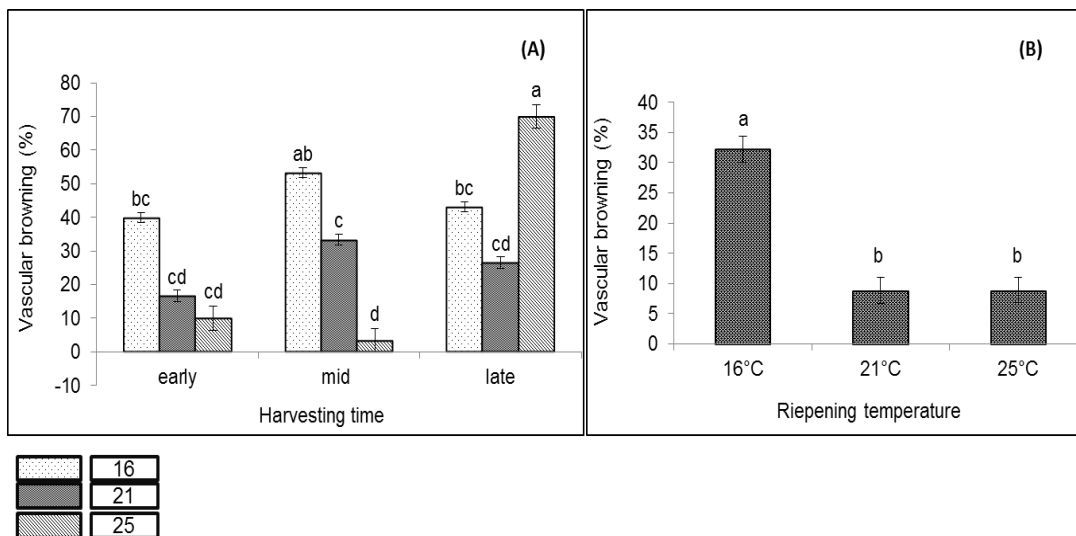 (A)
Vascular browning (%)
80
70
60
50
40
30
20
10
0
-10
bc
cd
cd
ab
c
d
bc
cd
a
early mid late
Harvesting time
(B)
Vascular browning (%)
40
35
30
25
20
15
10
5
0
a
b
b
16°C 21°C 25°C
Riepening temperature
16
21
25